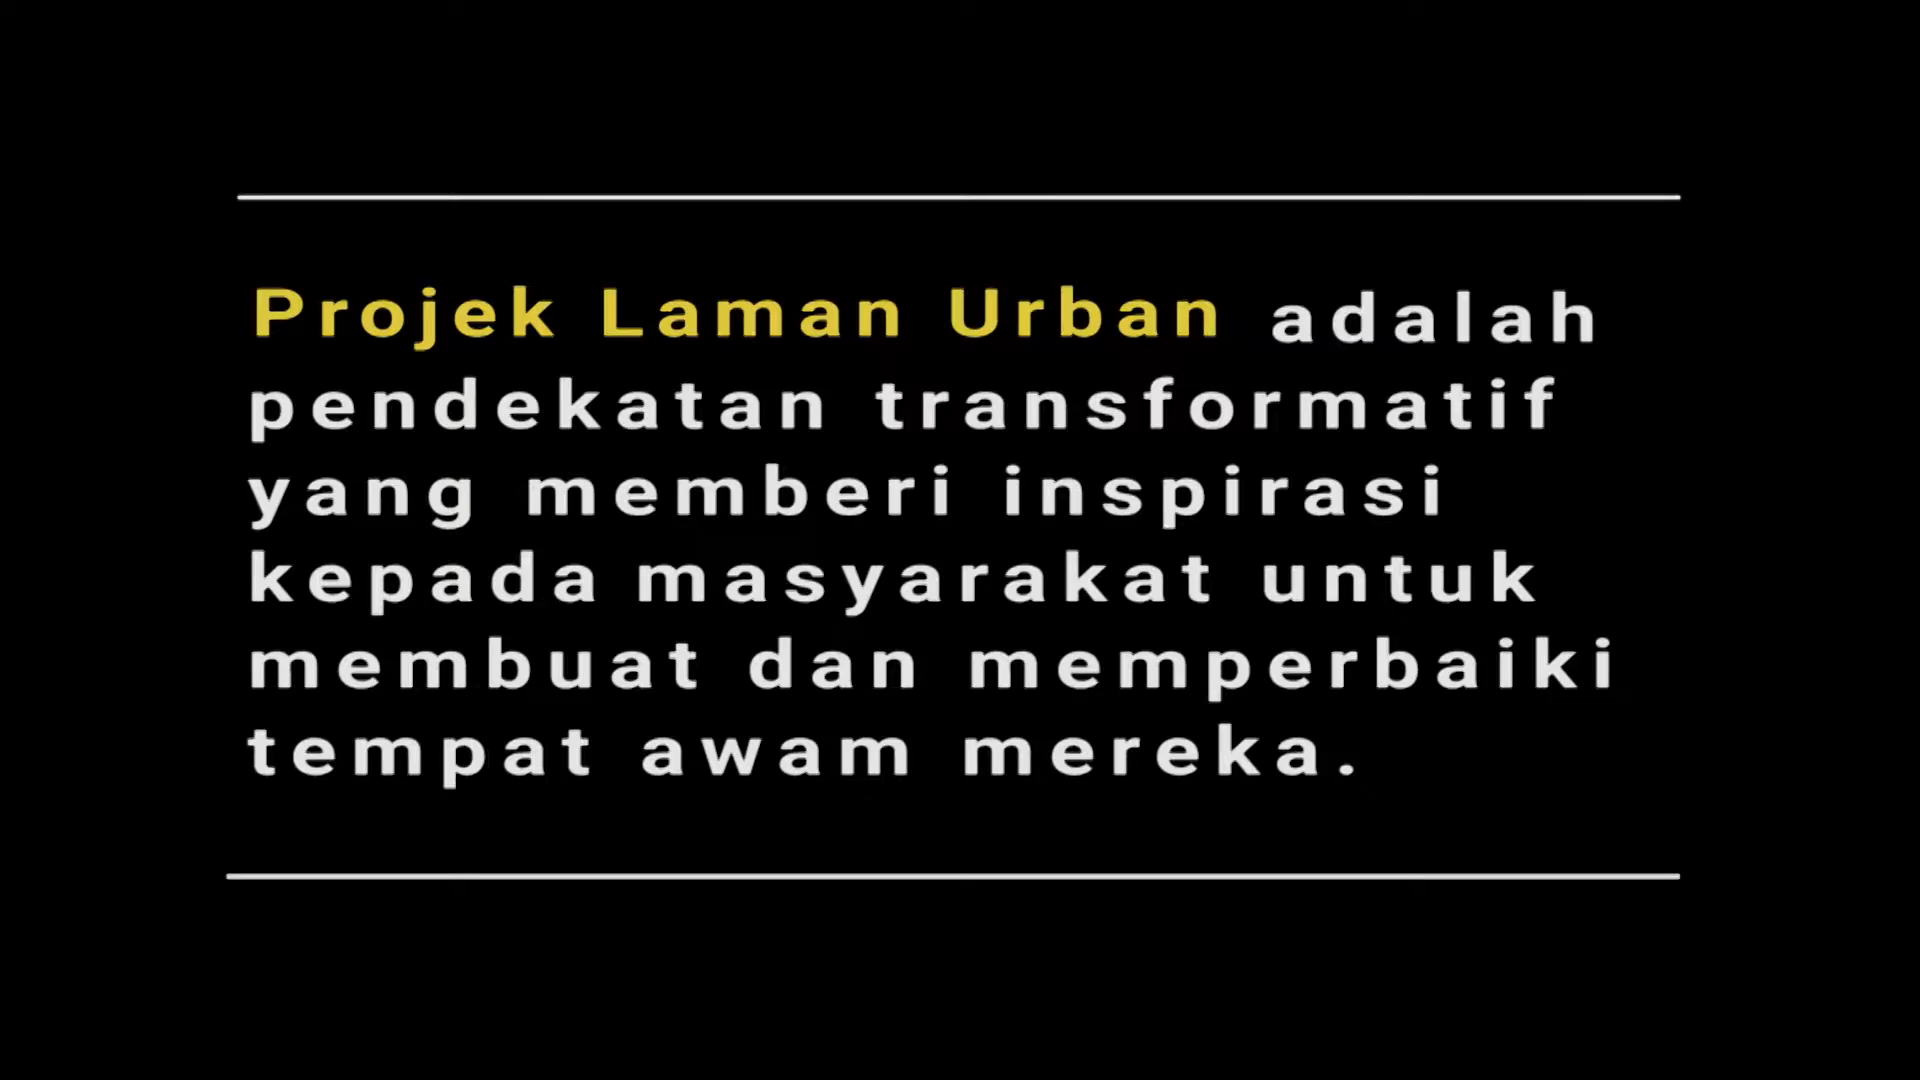 Projek Laman Urban adalah
pendekatan transformatif
yang memberi inspirasi
kepada masyarakat untuk
membuat dan memperbaiki
tempat awam mereka.